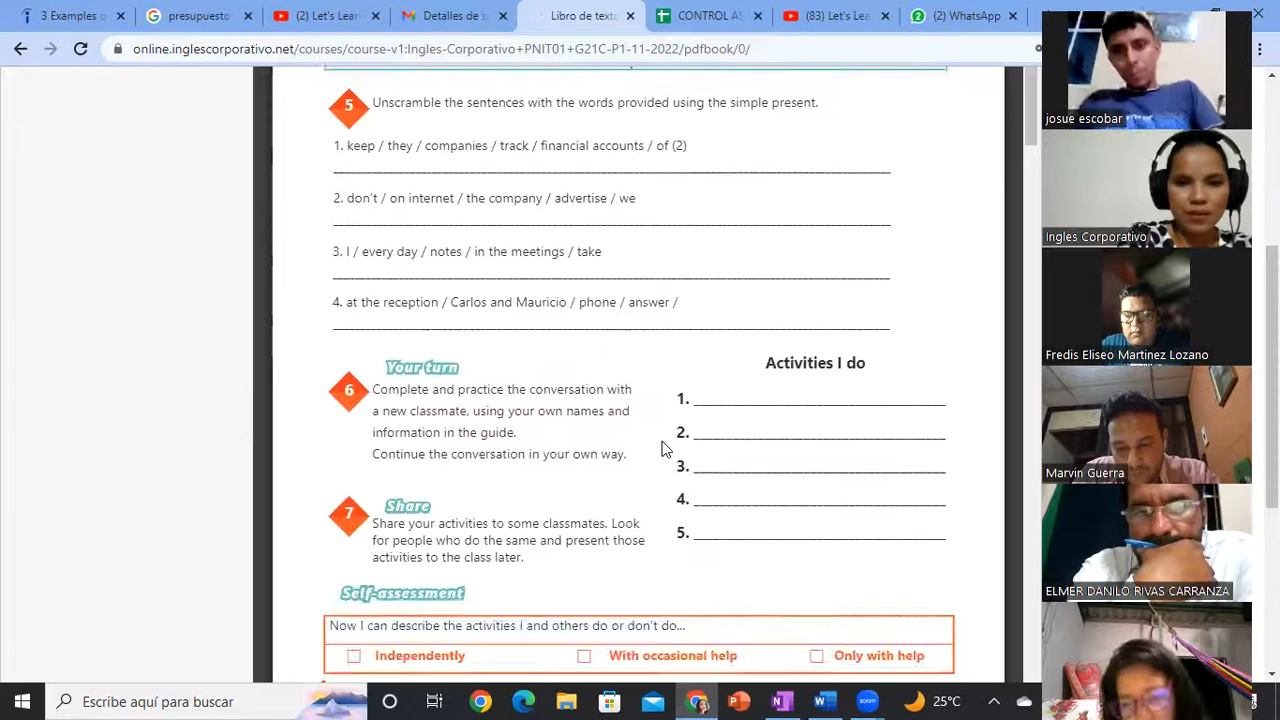 3 Examplo on
presupuesto
(2) Let's Lea
Detalles de s
libro de texto
CONTROL AS
(83) Let's Lea
(2) WhatsApp
online.inglescorporativo.net/courses/course-v1:Ingles-Corporativo+PNIT01+G21C-P1-11-2022/pdfbook/0/
5 Unscramble the sentences with the words provided using the simple present.
1. keep / they / companies / track / financial accounts / of (2)
2. don't / on internet / the company / advertise / we
3. I / every day / notes / in the meetings / take
4. at the reception / Carlos and Mauricio / phone / answer /
Your turn
6 Complete and practice the conversation with
a new classmate, using your own names and
information in the guide.
Continue the conversation in your own way.
7 Share
Share your activities to some classmates. Look
for people who do the same and present those
activities to the class later.
Activities I do
1.
2.
3.
4.
5.
Self-assessment
Now I can describe the activities I and others do or don't do...
Independently
With occasional help
Only with help
josue escobar
Ingles Corporativo
Fredis Eliseo Martinez Lozano
Marvin Guerra
ELMER DANILO RIVAS CARRANZA
Escribe aquí para buscar
25°C